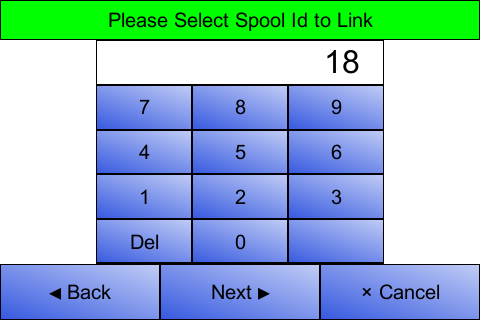 Please Select Spool Id to Link
18
7 8 9
4 5 6
1 2 3
Del 0
◀ Back Next ▶ × Cancel